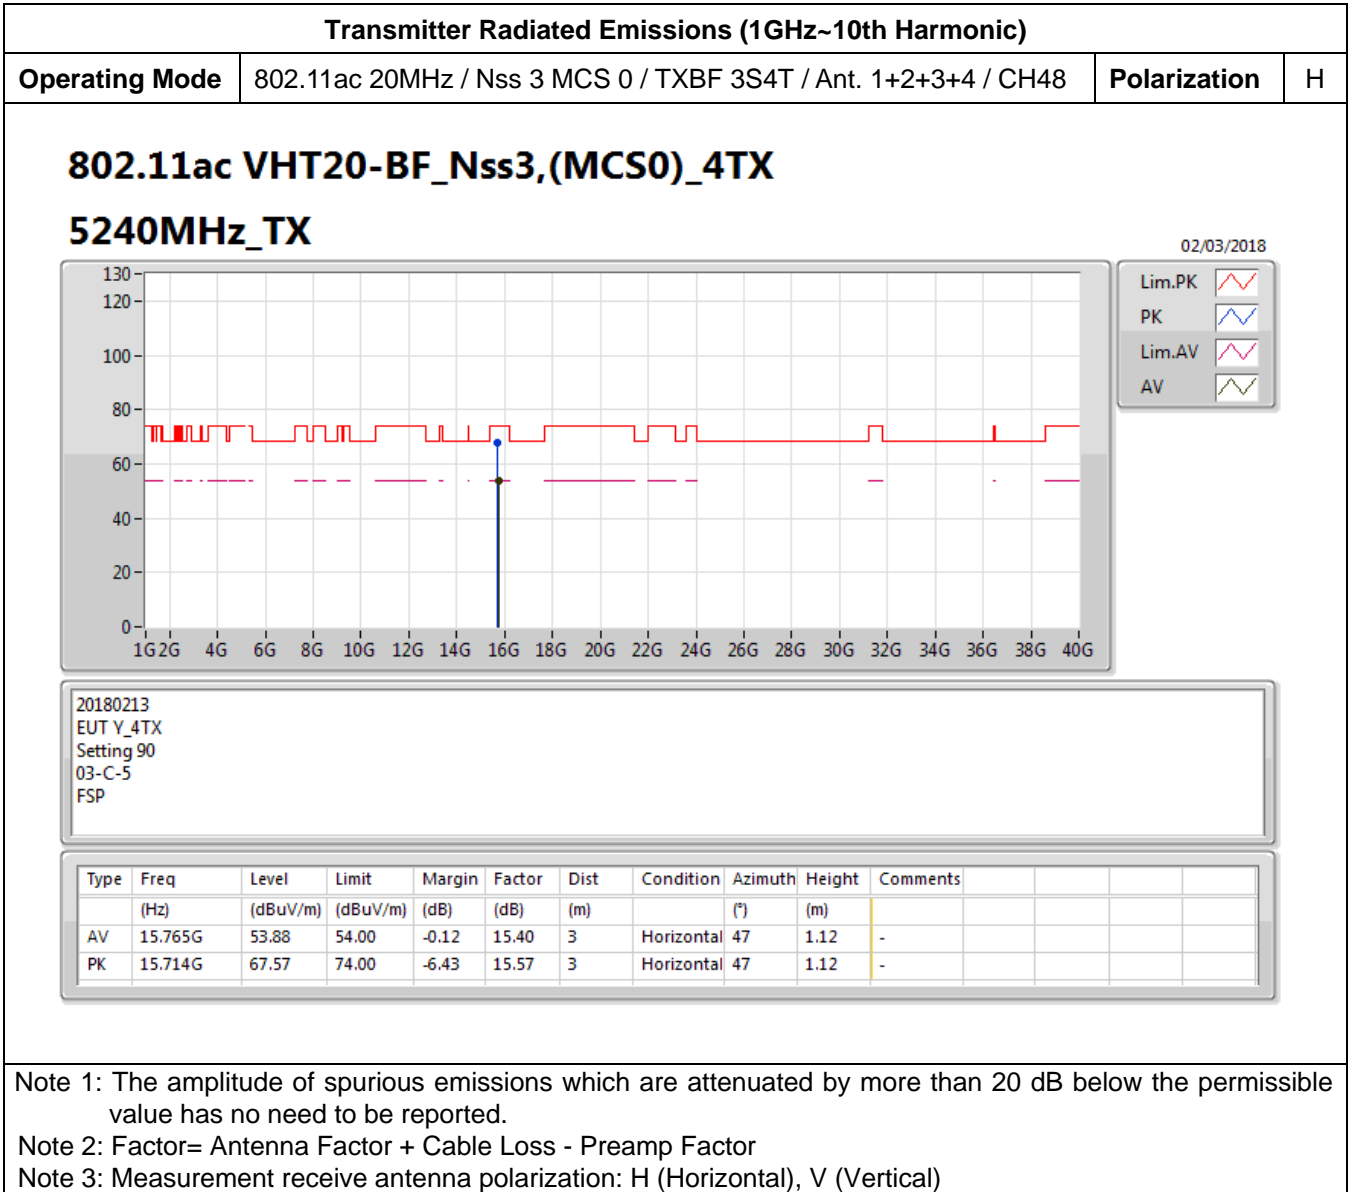 Transmitter Radiated Emissions (1GHz~10th Harmonic)
Operating Mode 802.11ac 20MHz / Nss 3 MCS 0 / TXBF 3S4T / Ant. 1+2+3+4 / CH48 Polarization H
802.11ac VHT20-BF_Nss3,(MCS0)_4TX
5240MHz_TX
02/03/2018
130
120
100
80
60
40
20
0
1G 2G 4G 6G 8G 10G 12G 14G 16G 18G 20G 22G 24G 26G 28G 30G 32G 34G 36G 38G 40G
Lim.PK
PK
Lim.AV
AV
20180213
EUT Y_4TX
Setting 90
03-C-5
FSP
Type Freq Level Limit Margin Factor Dist Condition Azimuth Height Comments
(Hz) (dBuV/m) (dBuV/m) (dB) (dB) (m) (°) (m)
AV 15.765G 53.88 54.00 -0.12 15.40 3 Horizontal 47 1.12 -
PK 15.714G 67.57 74.00 -6.43 15.57 3 Horizontal 47 1.12 -
Note 1: The amplitude of spurious emissions which are attenuated by more than 20 dB below the permissible
value has no need to be reported.
Note 2: Factor= Antenna Factor + Cable Loss - Preamp Factor
Note 3: Measurement receive antenna polarization: H (Horizontal), V (Vertical)